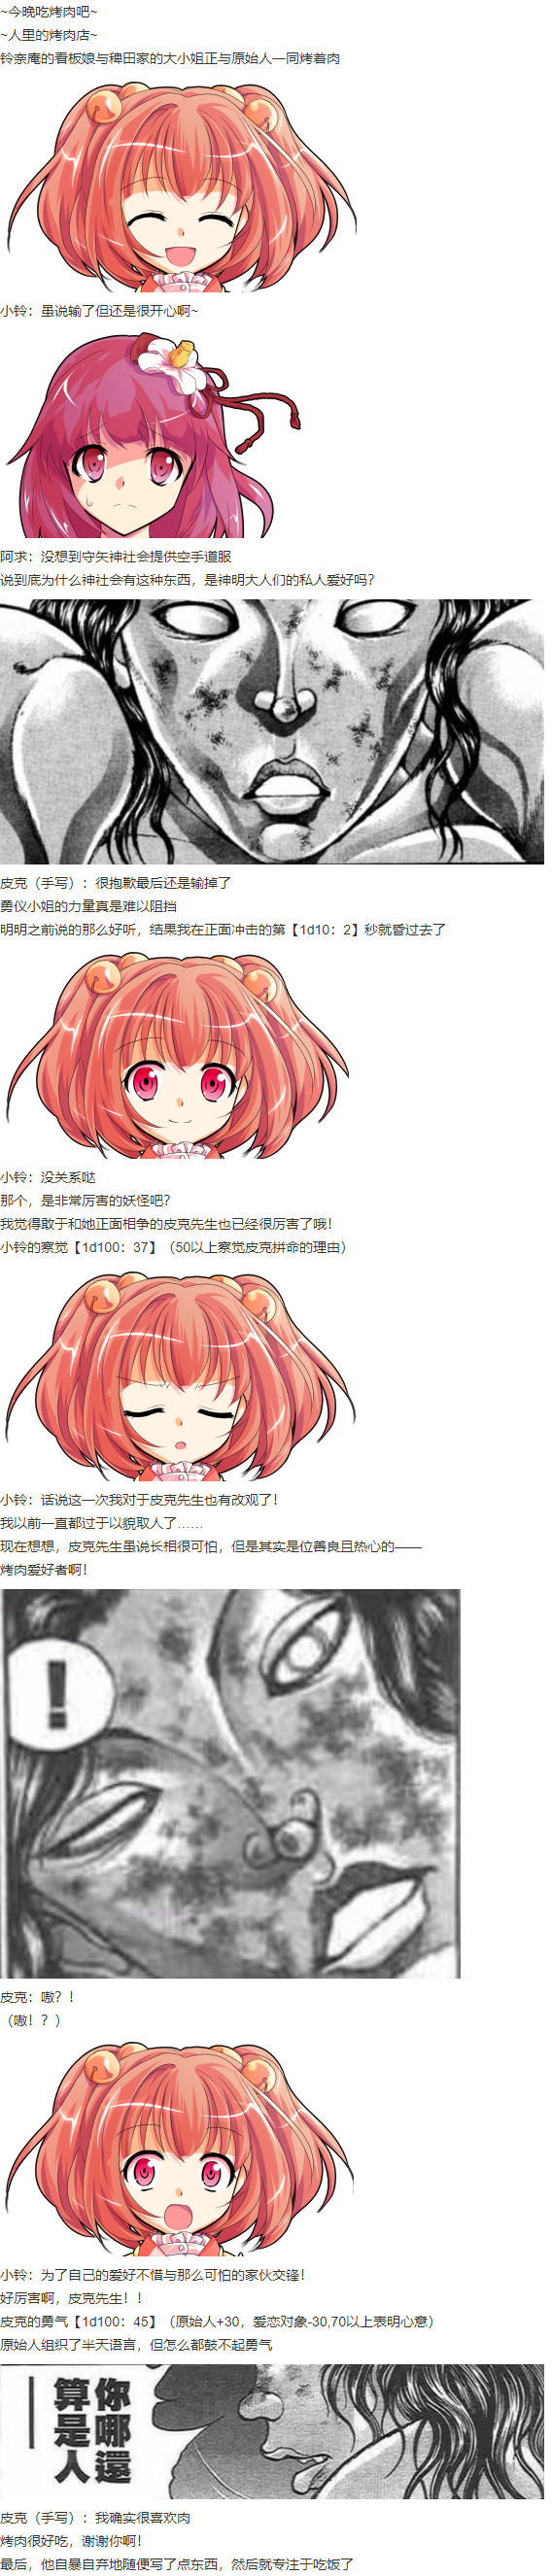 ~今晚吃烤肉吧~
~人里的烤肉店~
铃奈庵的看板娘与稗田家的大小姐正与原始人一同烤着肉
小铃：虽说输了但还是很开心啊~
阿求：没想到守矢神社会提供空手道服
说到底为什么神社会有这种东西，是神明大人们的私人爱好吗？
皮克（手写）：很抱歉最后还是输掉了
勇仪小姐的力量真是难以阻挡
明明之前说的那么好听，结果我在正面冲击的第【1d10：2】秒就昏过去了
小铃：没关系哒
那个，是非常厉害的妖怪吧？
我觉得敢于和她正面相争的皮克先生也已经很厉害了哦！
小铃的察觉【1d100：37】（50以上察觉皮克拼命的理由）
小铃：话说这一次我对于皮克先生也有改观了！
我以前一直都过于以貌取人了……
现在想想，皮克先生虽说长相很可怕，但是其实是位善良且热心的——
烤肉爱好者啊！
！
皮克：嗷？！
（嗷！？）
小铃：为了自己的爱好不惜与那么可怕的家伙交锋！
好厉害啊，皮克先生！！
皮克的勇气【1d100：45】（原始人+30，爱恋对象-30,70以上表明心意）
原始人组织了半天语言，但怎么都鼓不起勇气
你哪還
算是人
——
皮克（手写）：我确实很喜欢肉
烤肉很好吃，谢谢你啊！
最后，他自暴自弃地随便写了点东西，然后就专注于吃饭了